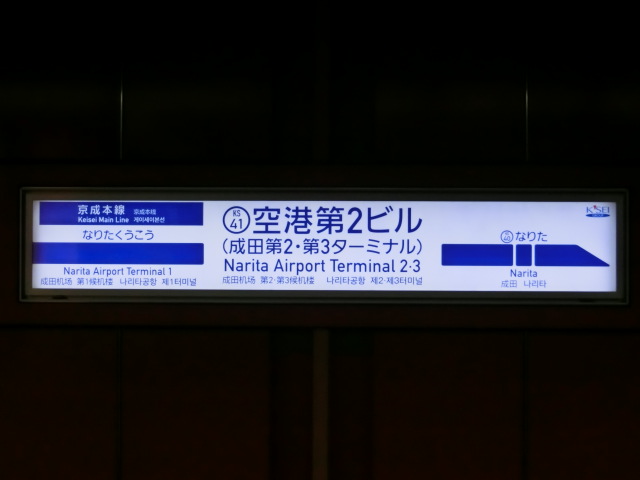 京成本線 京成本线
Keisei Main Line 게이세이본선
なりたくうこう
Narita Airport Terminal 1
成田机场 第1候机楼 나리타공항 제1터미널
KS
41
空港第2ビル
(成田第2・第3ターミナル)
Narita Airport Terminal 2·3
成田机场 第2·第3候机楼 나리타공항 제2·제3터미널
KS
40
なりた
Narita
成田 나리타
KEISEI